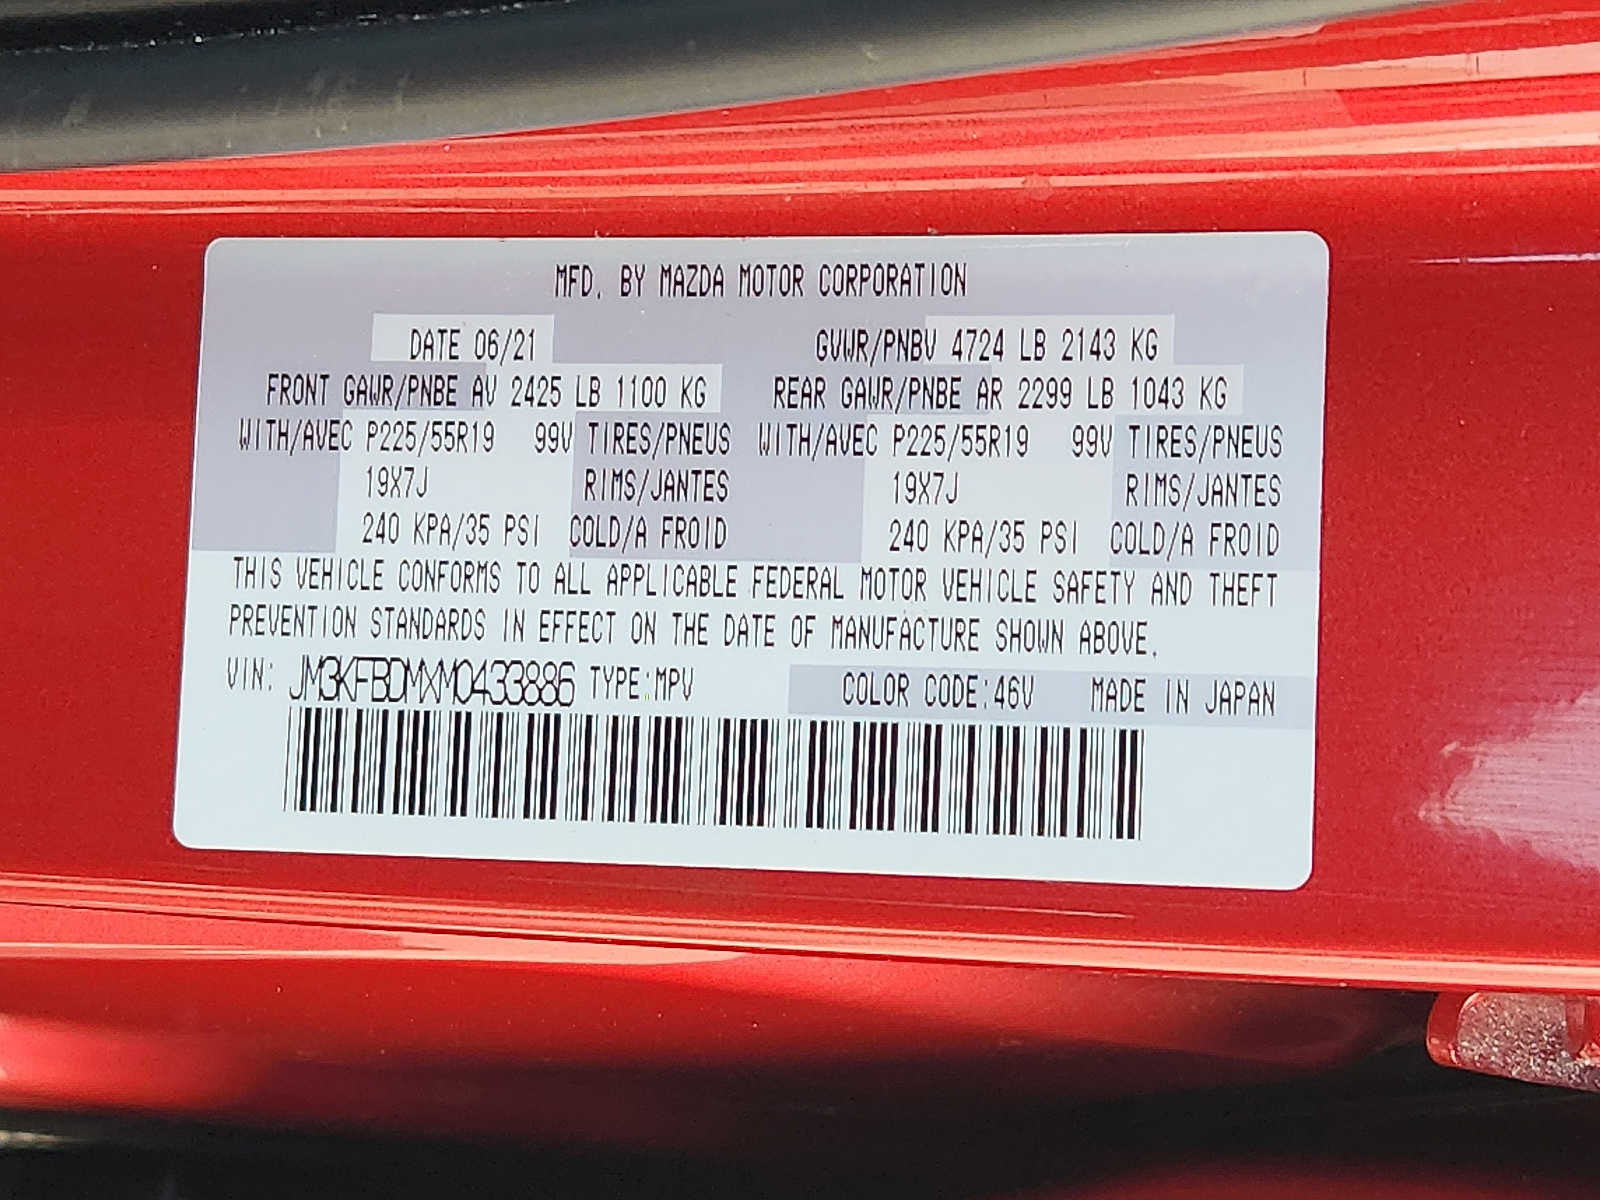 MFD. BY MAZDA MOTOR CORPORATION
DATE 06/21 GVWR/PNBV 4724 LB 2143 KG
FRONT GAWR/PNBE AV 2425 LB 1100 KG REAR GAWR/PNBE AR 2299 LB 1043 KG
WITH/AVEC P225/55R19 99V TIRES/PNEUS WITH/AVEC P225/55R19 99V TIRES/PNEUS
19X7J RIMS/JANTES 19X7J RIMS/JANTES
240 KPA/35 PSI COLD/A FROID 240 KPA/35 PSI COLD/A FROID
THIS VEHICLE CONFORMS TO ALL APPLICABLE FEDERAL MOTOR VEHICLE SAFETY AND THEFT
PREVENTION STANDARDS IN EFFECT ON THE DATE OF MANUFACTURE SHOWN ABOVE.
VIN: JM3KFBDMXM0433886 TYPE:MPV COLOR CODE:46V MADE IN JAPAN